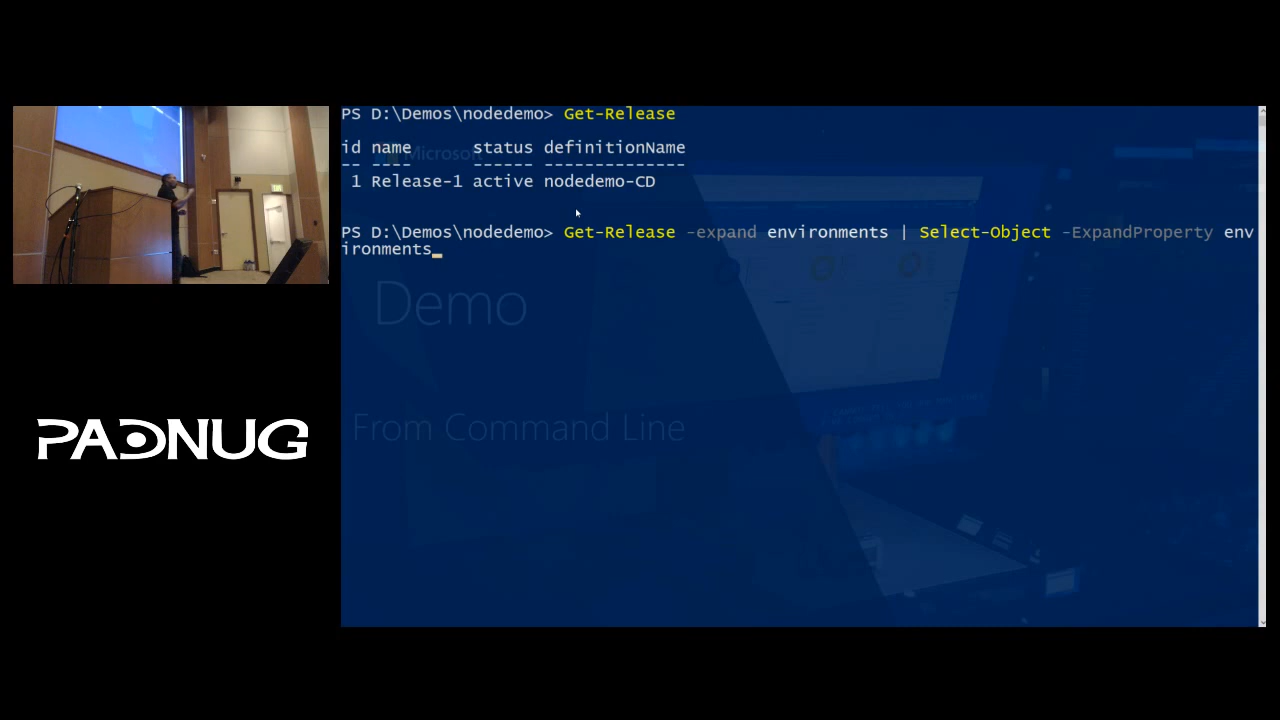 PS D:\Demos\nodedemo> Get-Release
id name status definitionName
-- ---- ------ --------------
1 Release-1 active nodedemo-CD
PS D:\Demos\nodedemo> Get-Release -expand environments | Select-Object -ExpandProperty env
ironments
Microsoft
Demo
From Command Line
PADNUG